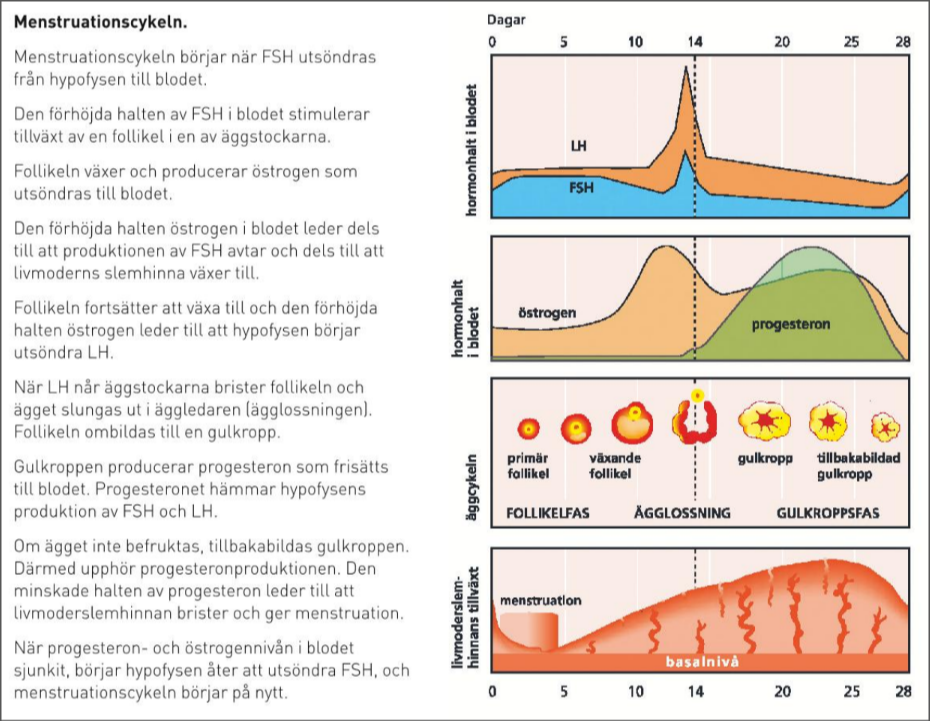 Menstruationscykeln.
Menstruationscykeln börjar när FSH utsöndras
från hypofysen till blodet.
Den förhöjda halten av FSH i blodet stimulerar
tillväxt av en follikel i en av äggstockarna.
Follikeln växer och producerar östrogen som
utsöndras till blodet.
Den förhöjda halten östrogen i blodet leder dels
till att produktionen av FSH avtar och dels till att
livmoderns slemhinna växer till.
Follikeln fortsätter att växa till och den förhöjda
halten östrogen leder till att hypofysen börjar
utsöndra LH.
När LH når äggstockarna brister follikeln och
ägget slungas ut i äggledaren (ägglossningen).
Follikeln ombildas till en gulkropp.
Gulkroppen producerar progesteron som frisätts
till blodet. Progesteronet hämmar hypofysens
produktion av FSH och LH.
Om ägget inte befruktas, tillbakabildas gulkroppen.
Därmed upphör progesteronproduktionen. Den
minskade halten av progesteron leder till att
livmoderslemhinnan brister och ger menstruation.
När progesteron- och östrogennivån i blodet
sjunkit, börjar hypofysen åter att utsöndra FSH, och
menstruationscykeln börjar på nytt.
Dagar
0 5 10 14 20 25 28
hormonhalt i blodet
LH
FSH
hormonhalt
i blodet
östrogen
progesteron
äggcykeln
primär
follikel
växande
follikel
gulkropp
tillbakabildad
gulkropp
FOLLIKELFAS ÄGGLOSSNING GULKROPPSFAS
livmoderslem-
hinnans tillväxt
menstruation
basalnivå
0 5 10 14 20 25 28